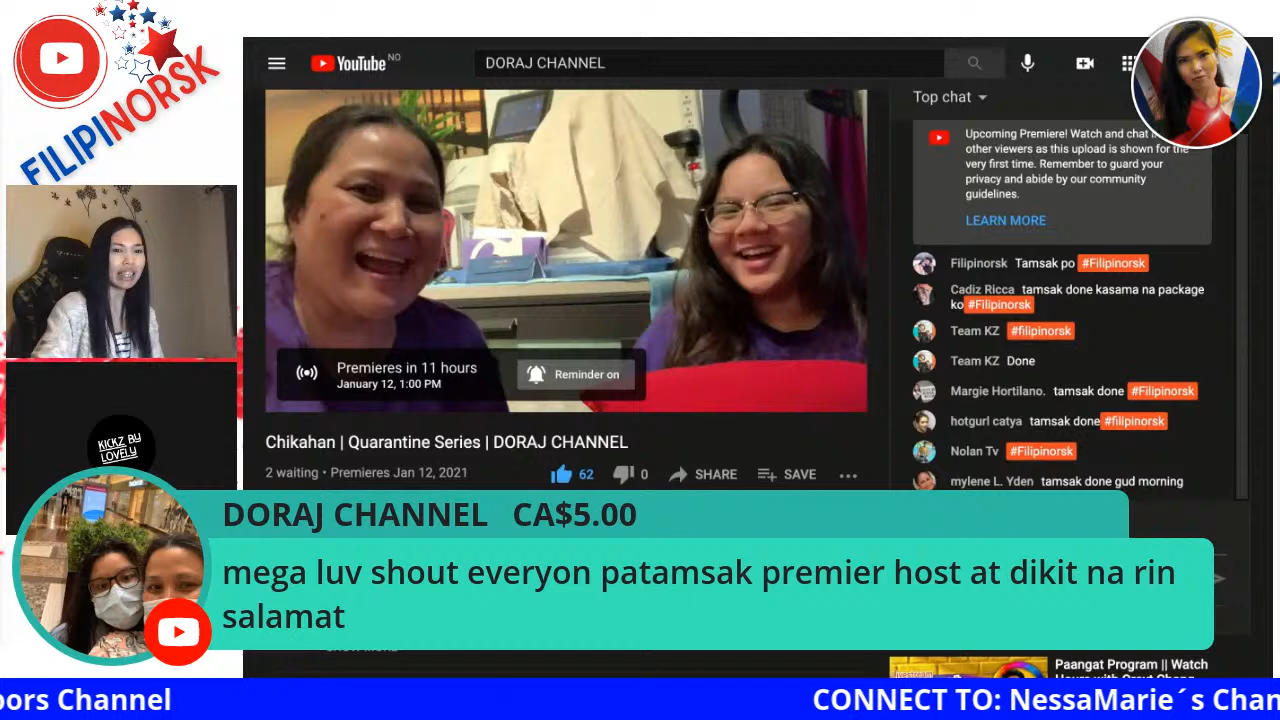 FILIPINORSK
YouTube NO
DORAJ CHANNEL
Top chat
Upcoming Premiere! Watch and chat
other viewers as this upload is shown for the
very first time. Remember to guard your
privacy and abide by our community
guidelines.
LEARN MORE
Filipinorsk Tamsak po #Filipinorsk
Cadiz Ricca tamsak done kasama na package
ko #Filipinorsk
Team KZ #filipinorsk
Team KZ Done
Margie Hortilano. tamsak done #Filipinorsk
hotgurl catya tamsak done #filipinorsk
Nolan Tv #Filipinorsk
mylene L. Yden tamsak done gud morning
Premieres in 11 hours
January 12, 1:00 PM
Reminder on
Chikahan | Quarantine Series | DORAJ CHANNEL
2 waiting • Premieres Jan 12, 2021
62
0
SHARE
SAVE
KICKZ BY
LOVELY
DORAJ CHANNEL CA$5.00
mega luv shout everyon patamsak premier host at dikit na rin
salamat
Paangat Program || Watch
oors Channel
CONNECT TO: NessaMarie´s Chan